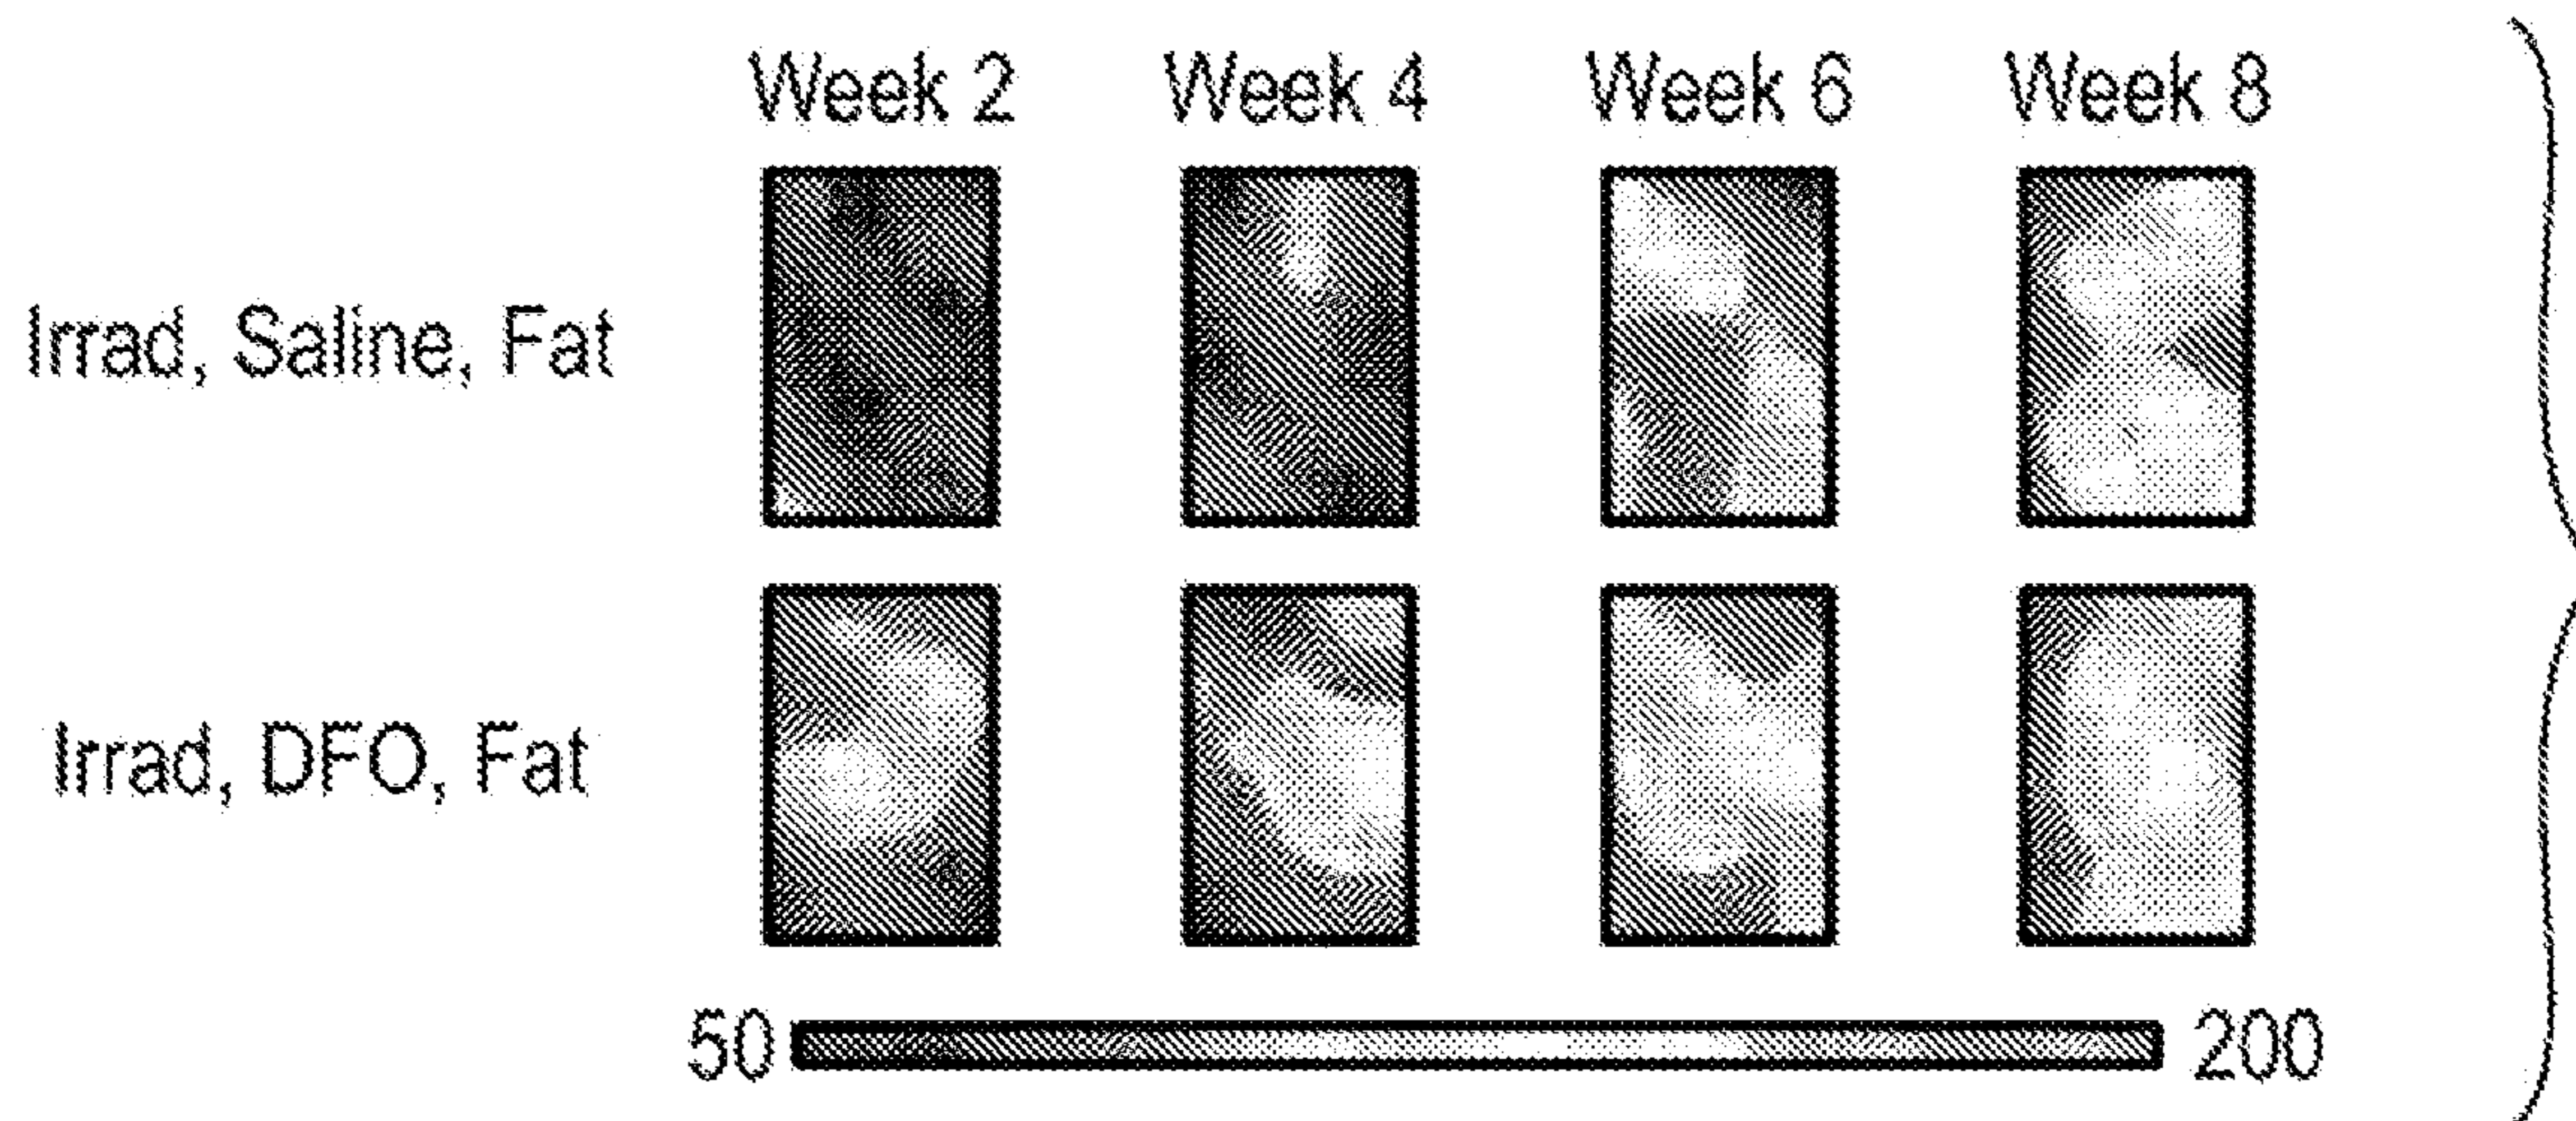 Week 2 Week 4 Week 6 Week 8
Irrad, Saline, Fat
Irrad, DFO, Fat
50 200